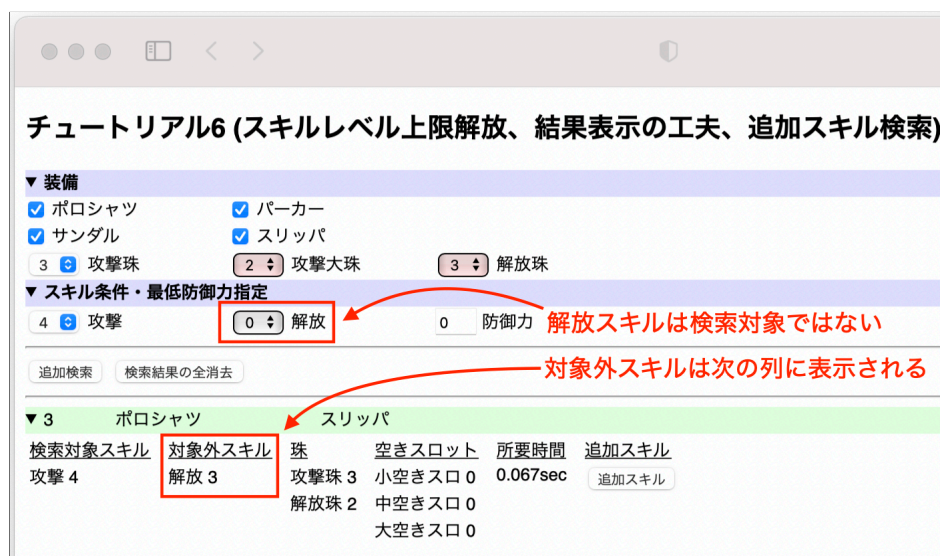 チュートリアル6 (スキルレベル上限解放、結果表示の工夫、追加スキル検索)
▼ 装備
ポロシャツ パーカー
サンダル スリッパ
3 攻撃珠 2 攻撃大珠 3 解放珠
▼ スキル条件・最低防御力指定
4 攻撃 0 解放 0 防御力 解放スキルは検索対象ではない
追加検索 検索結果の全消去 対象外スキルは次の列に表示される
▼ 3 ポロシャツ スリッパ
検索対象スキル 対象外スキル 珠 空きスロット 所要時間 追加スキル
攻撃 4 解放 3 攻撃珠 3 小空きスロ 0 0.067sec 追加スキル
解放珠 2 中空きスロ 0
大空きスロ 0